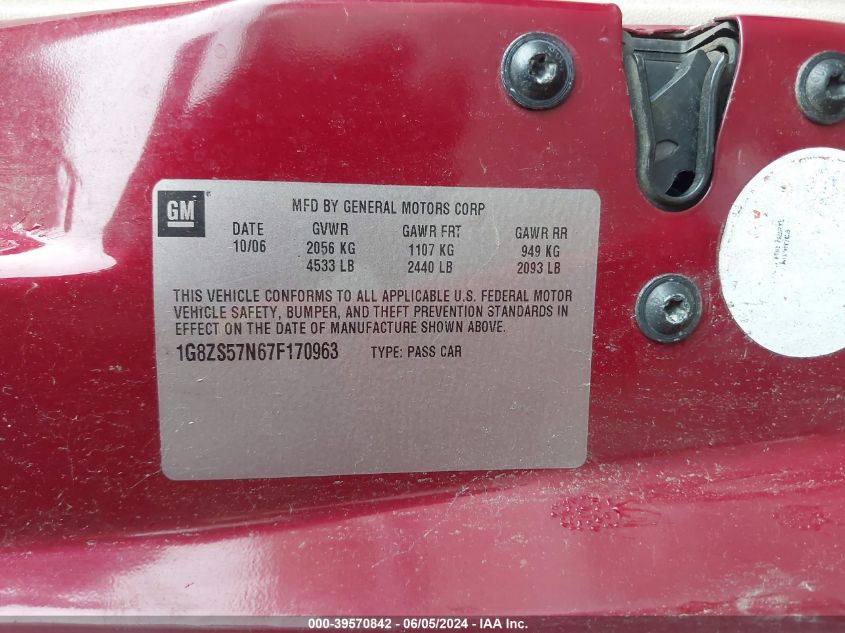 GM
MFD BY GENERAL MOTORS CORP
DATE GVWR GAWR FRT GAWR RR
10/06 2056 KG 1107 KG 949 KG
4533 LB 2440 LB 2093 LB
THIS VEHICLE CONFORMS TO ALL APPLICABLE U.S. FEDERAL MOTOR
VEHICLE SAFETY, BUMPER, AND THEFT PREVENTION STANDARDS IN
EFFECT ON THE DATE OF MANUFACTURE SHOWN ABOVE.
1G8ZS57N67F170963 TYPE: PASS CAR
000-39570842 - 06/05/2024 - IAA Inc.